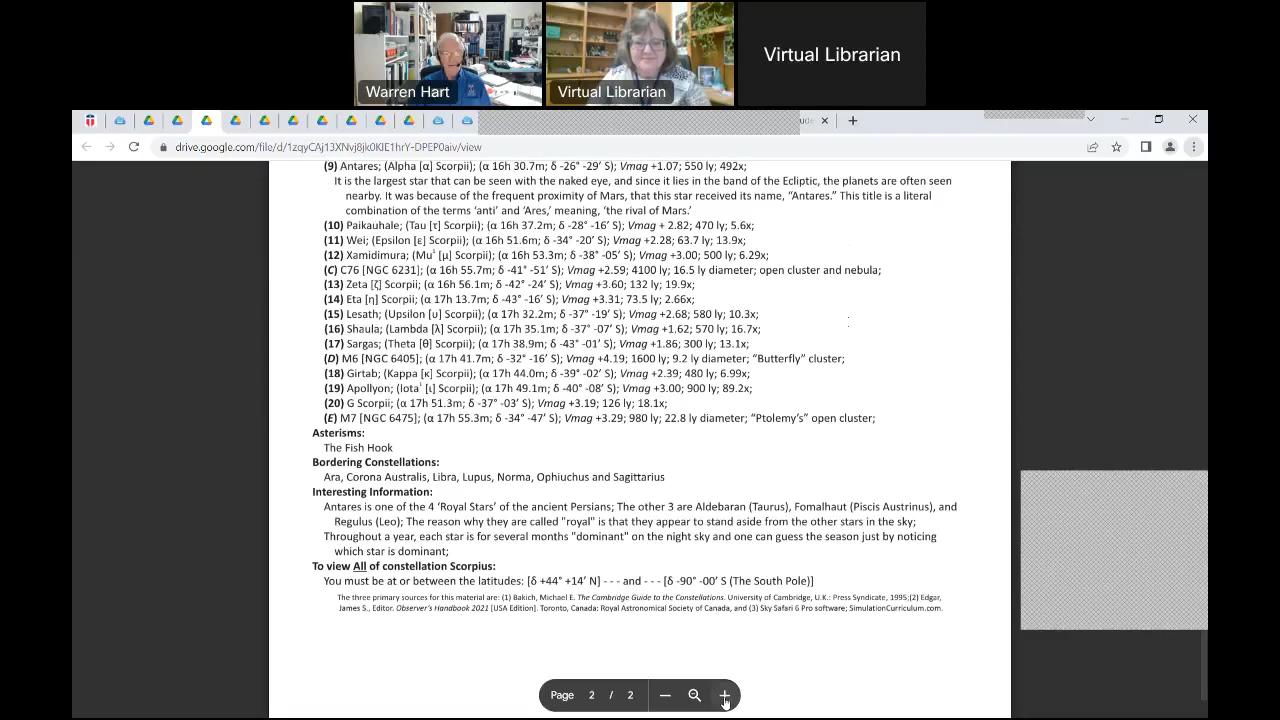 Virtual Librarian
Warren Hart
Virtual Librarian
drive.google.com/file/d/1zqyCAj13XNvj8jk0KIE1hrY-DPEP0aiv/view
(9) Antares; (Alpha [α] Scorpii); (α 16h 30.7m; δ -26° -29′ S); Vmag +1.07; 550 ly; 492x;
It is the largest star that can be seen with the naked eye, and since it lies in the band of the Ecliptic, the planets are often seen
nearby. It was because of the frequent proximity of Mars, that this star received its name, “Antares.” This title is a literal
combination of the terms ‘anti’ and ‘Ares,’ meaning, ‘the rival of Mars.’
(10) Paikauhale; (Tau [τ] Scorpii); (α 16h 37.2m; δ -28° -16′ S); Vmag + 2.82; 470 ly; 5.6x;
(11) Wei; (Epsilon [ε] Scorpii); (α 16h 51.6m; δ -34° -20′ S); Vmag +2.28; 63.7 ly; 13.9x;
(12) Xamidimura; (Mu¹ [μ] Scorpii); (α 16h 53.3m; δ -38° -05′ S); Vmag +3.00; 500 ly; 6.29x;
(C) C76 [NGC 6231]; (α 16h 55.7m; δ -41° -51′ S); Vmag +2.59; 4100 ly; 16.5 ly diameter; open cluster and nebula;
(13) Zeta [ζ] Scorpii; (α 16h 56.1m; δ -42° -24′ S); Vmag +3.60; 132 ly; 19.9x;
(14) Eta [η] Scorpii; (α 17h 13.7m; δ -43° -16′ S); Vmag +3.31; 73.5 ly; 2.66x;
(15) Lesath; (Upsilon [υ] Scorpii); (α 17h 32.2m; δ -37° -19′ S); Vmag +2.68; 580 ly; 10.3x;
(16) Shaula; (Lambda [λ] Scorpii); (α 17h 35.1m; δ -37° -07′ S); Vmag +1.62; 570 ly; 16.7x;
(17) Sargas; (Theta [θ] Scorpii); (α 17h 38.9m; δ -43° -01′ S); Vmag +1.86; 300 ly; 13.1x;
(D) M6 [NGC 6405]; (α 17h 41.7m; δ -32° -16′ S); Vmag +4.19; 1600 ly; 9.2 ly diameter; “Butterfly” cluster;
(18) Girtab; (Kappa [κ] Scorpii); (α 17h 44.0m; δ -39° -02′ S); Vmag +2.39; 480 ly; 6.99x;
(19) Apollyon; (Iota¹ [ι] Scorpii); (α 17h 49.1m; δ -40° -08′ S); Vmag +3.00; 900 ly; 89.2x;
(20) G Scorpii; (α 17h 51.3m; δ -37° -03′ S); Vmag +3.19; 126 ly; 18.1x;
(E) M7 [NGC 6475]; (α 17h 55.3m; δ -34° -47′ S); Vmag +3.29; 980 ly; 22.8 ly diameter; “Ptolemy’s” open cluster;
Asterisms:
The Fish Hook
Bordering Constellations:
Ara, Corona Australis, Libra, Lupus, Norma, Ophiuchus and Sagittarius
Interesting Information:
Antares is one of the 4 ‘Royal Stars’ of the ancient Persians; The other 3 are Aldebaran (Taurus), Fomalhaut (Piscis Austrinus), and
Regulus (Leo); The reason why they are called "royal" is that they appear to stand aside from the other stars in the sky;
Throughout a year, each star is for several months "dominant" on the night sky and one can guess the season just by noticing
which star is dominant;
To view All of constellation Scorpius:
You must be at or between the latitudes: [δ +44° +14′ N] - - - and - - - [δ -90° -00′ S (The South Pole)]
The three primary sources for this material are: (1) Bakich, Michael E. The Cambridge Guide to the Constellations. University of Cambridge, U.K.: Press Syndicate, 1995;(2) Edgar,
James S., Editor. Observer’s Handbook 2021 [USA Edition]. Toronto, Canada: Royal Astronomical Society of Canada, and (3) Sky Safari 6 Pro software; SimulationCurriculum.com.
Page 2 / 2